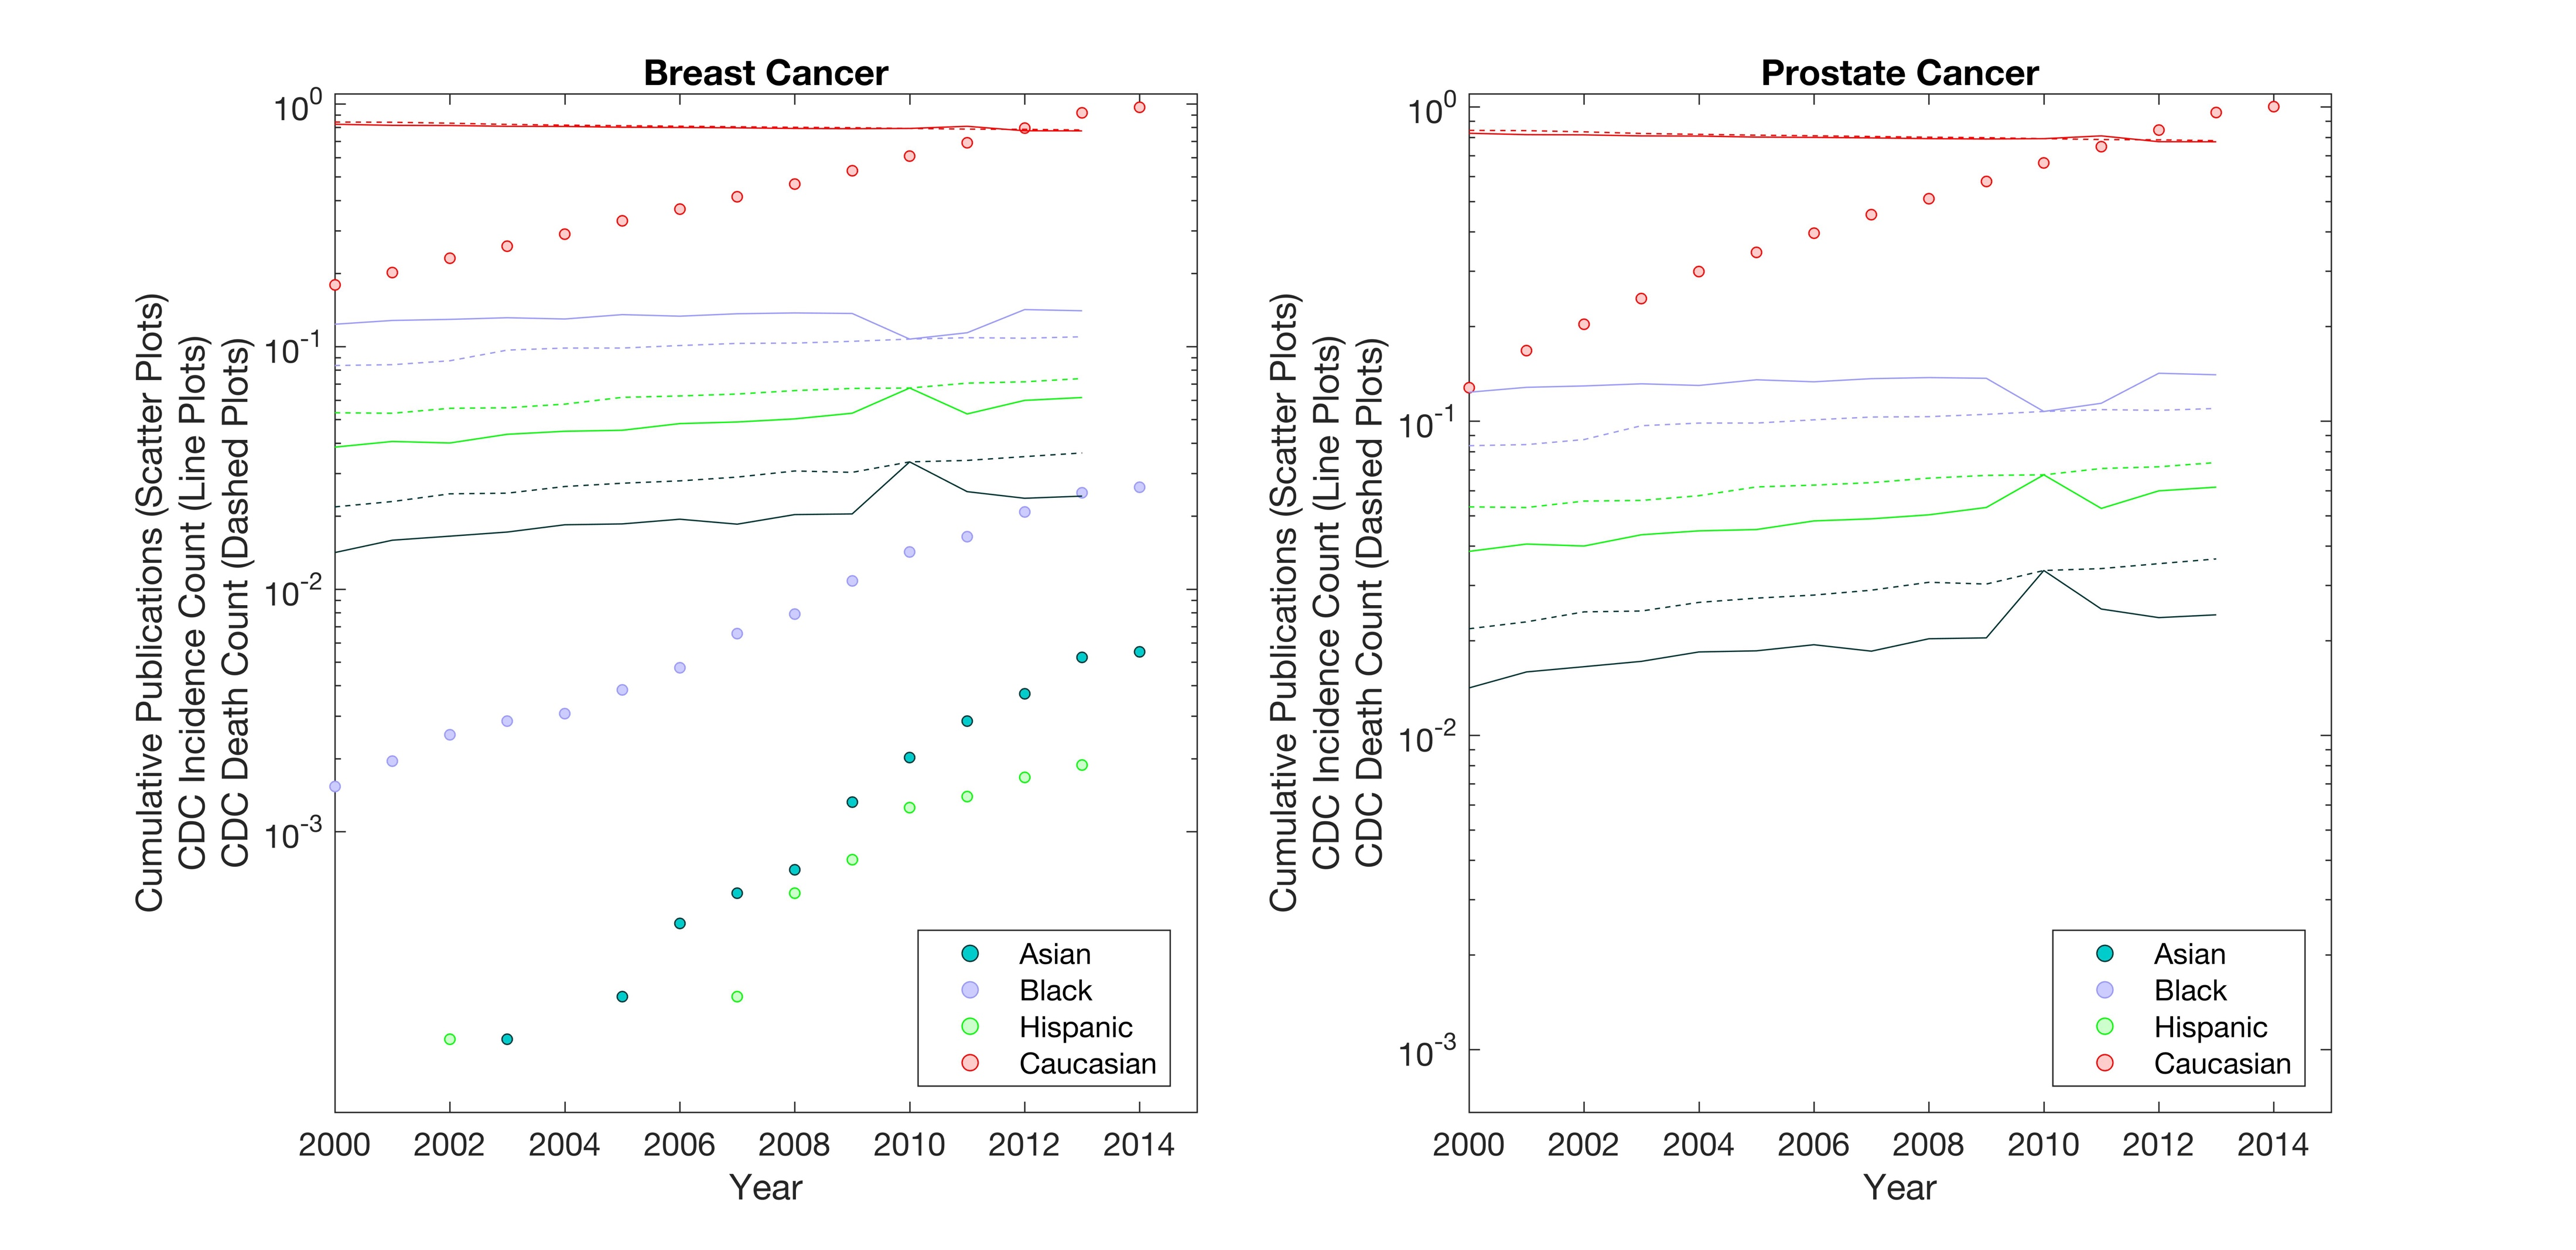 Breast Cancer
Cumulative Publications (Scatter Plots)
CDC Incidence Count (Line Plots)
CDC Death Count (Dashed Plots)
10^0
10^-1
10^-2
10^-3
Asian
Black
Hispanic
Caucasian
2000 2002 2004 2006 2008 2010 2012 2014
Year
Prostate Cancer
Cumulative Publications (Scatter Plots)
CDC Incidence Count (Line Plots)
CDC Death Count (Dashed Plots)
10^0
10^-1
10^-2
10^-3
Asian
Black
Hispanic
Caucasian
2000 2002 2004 2006 2008 2010 2012 2014
Year